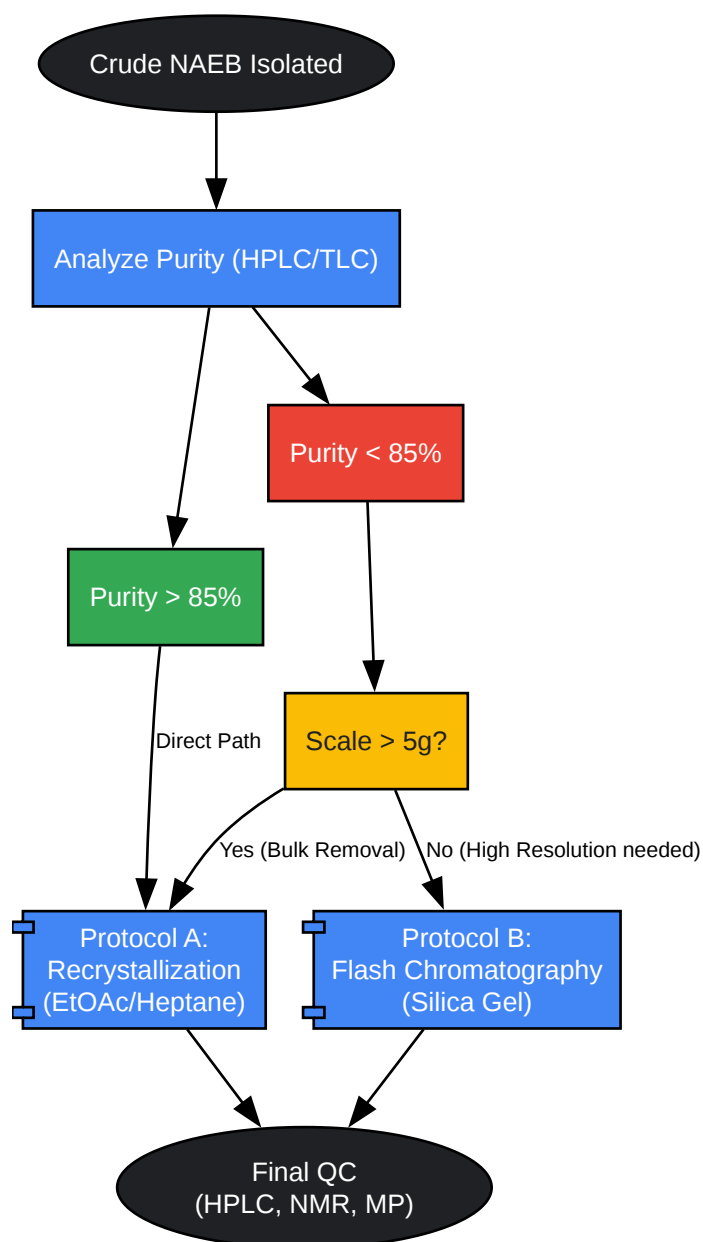 Crude NAEB Isolated
Analyze Purity (HPLC/TLC)
Purity < 85%
Purity > 85%
Scale > 5g?
Direct Path
Yes (Bulk Removal)
No (High Resolution needed)
Protocol A:
Recrystallization
(EtOAc/Heptane)
Protocol B:
Flash Chromatography
(Silica Gel)
Final QC
(HPLC, NMR, MP)